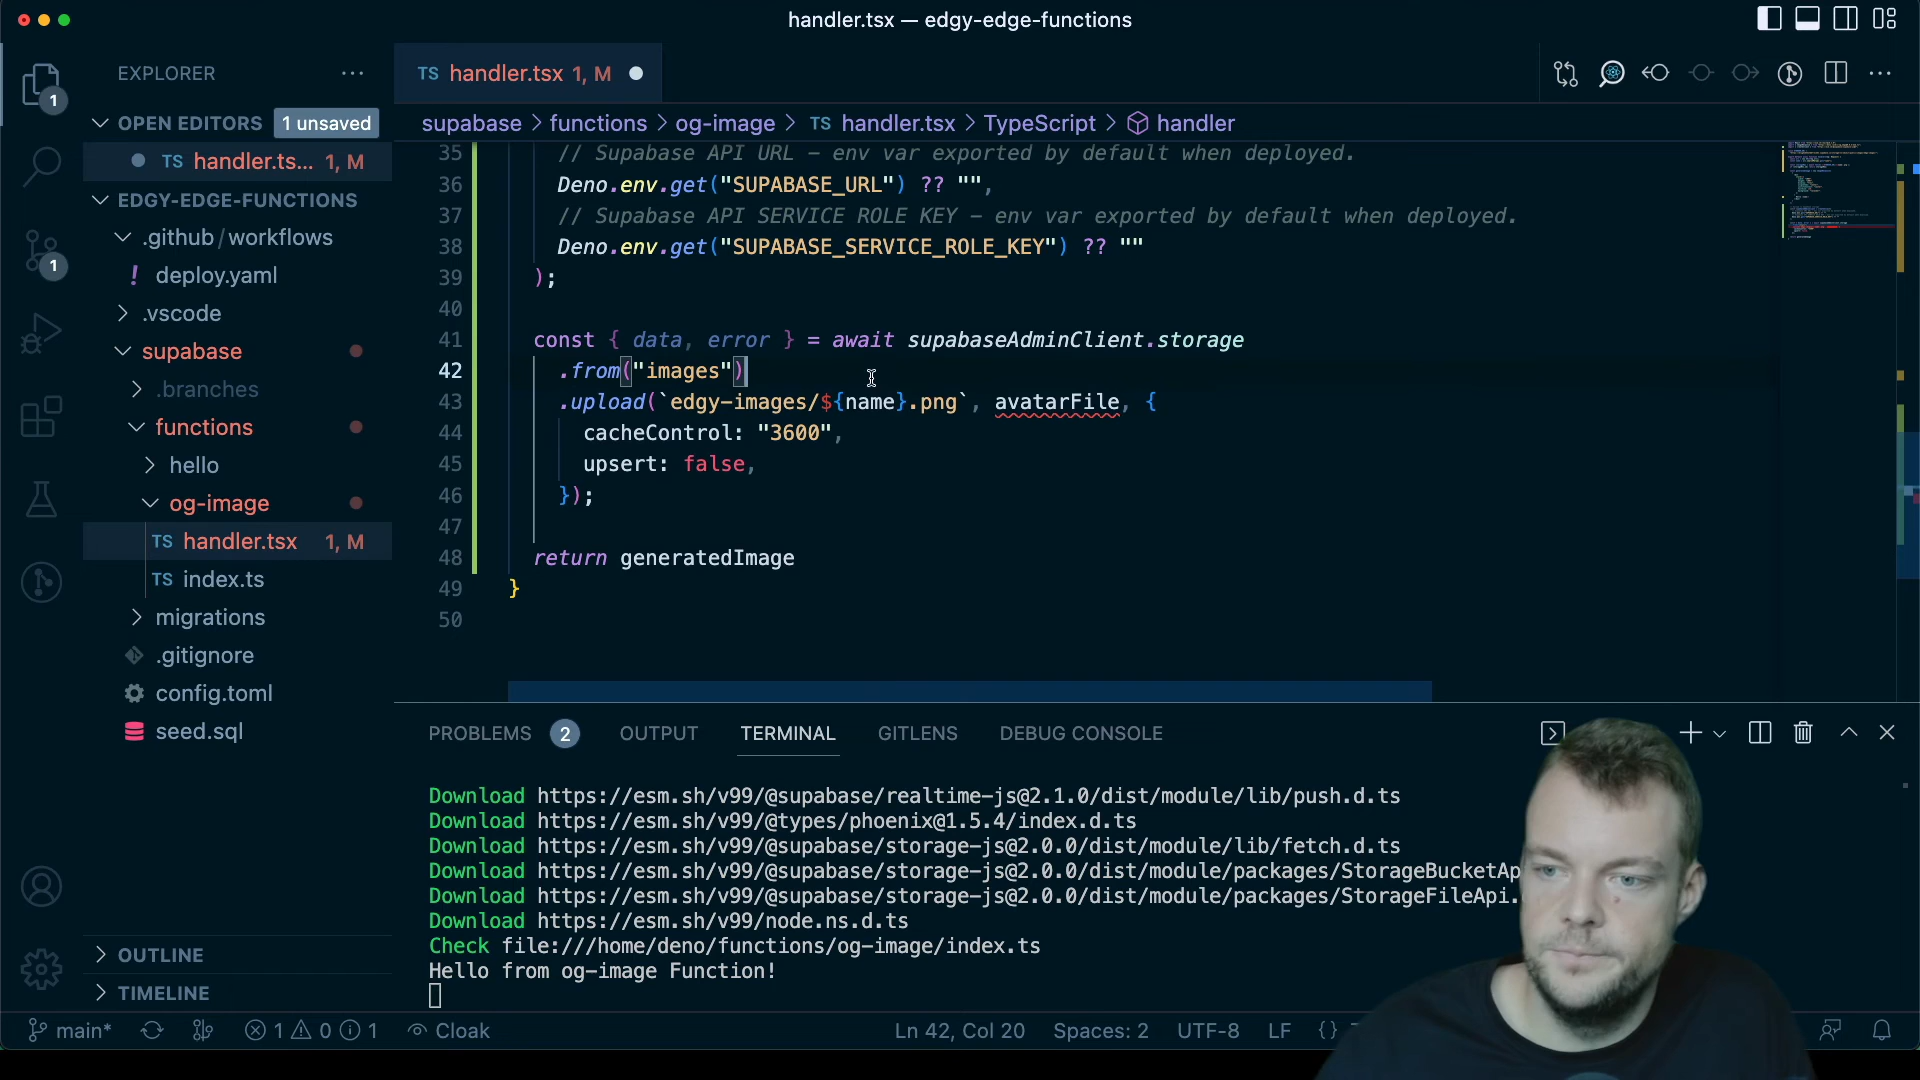 handler.tsx — edgy-edge-functions
EXPLORER
TS handler.tsx 1, M
1
OPEN EDITORS 1 unsaved
supabase > functions > og-image > TS handler.tsx > TypeScript > handler
TS handler.ts... 1, M
EDGY-EDGE-FUNCTIONS
.github/workflows
! deploy.yaml
.vscode
supabase
.branches
functions
hello
og-image
TS handler.tsx 1, M
TS index.ts
migrations
.gitignore
config.toml
seed.sql
OUTLINE
TIMELINE
1
35 // Supabase API URL - env var exported by default when deployed.
36 Deno.env.get("SUPABASE_URL") ?? "",
37 // Supabase API SERVICE ROLE KEY - env var exported by default when deployed.
38 Deno.env.get("SUPABASE_SERVICE_ROLE_KEY") ?? ""
39 );
40
41 const { data, error } = await supabaseAdminClient.storage
42 .from("images")
43 .upload(`edgy-images/${name}.png`, avatarFile, {
44 cacheControl: "3600",
45 upsert: false,
46 });
47
48 return generatedImage
49 }
50
PROBLEMS 2 OUTPUT TERMINAL GITLENS DEBUG CONSOLE
Download https://esm.sh/v99/@supabase/realtime-js@2.1.0/dist/module/lib/push.d.ts
Download https://esm.sh/v99/@types/phoenix@1.5.4/index.d.ts
Download https://esm.sh/v99/@supabase/storage-js@2.0.0/dist/module/lib/fetch.d.ts
Download https://esm.sh/v99/@supabase/storage-js@2.0.0/dist/module/packages/StorageBucketAp
Download https://esm.sh/v99/@supabase/storage-js@2.0.0/dist/module/packages/StorageFileApi.
Download https://esm.sh/v99/node.ns.d.ts
Check file:///home/deno/functions/og-image/index.ts
Hello from og-image Function!
main* 1 0 1 Cloak Ln 42, Col 20 Spaces: 2 UTF-8 LF {}